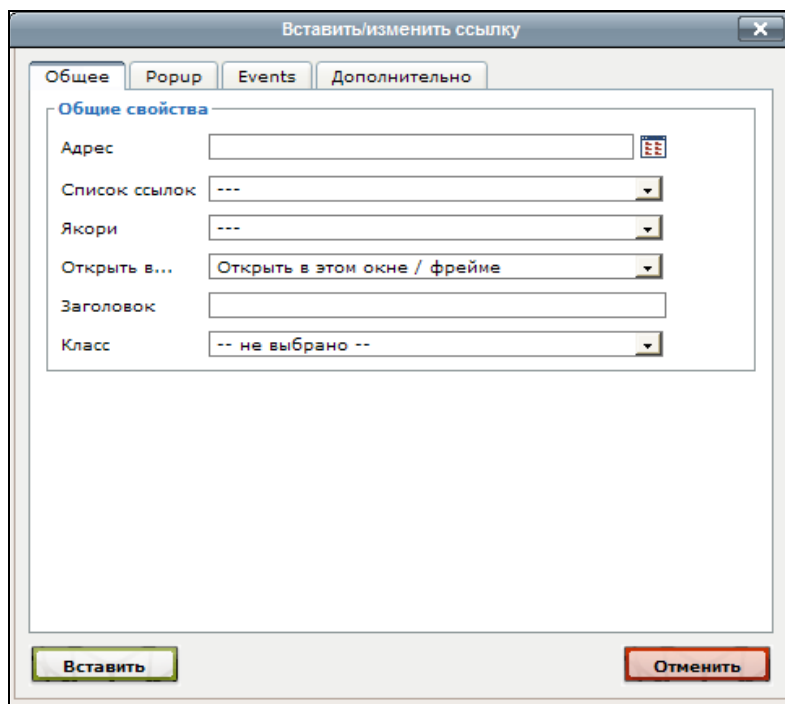 Вставить/изменить ссылку
Общее Popup Events Дополнительно
Общие свойства
Адрес
Список ссылок ---
Якори ---
Открыть в... Открыть в этом окне / фрейме
Заголовок
Класс -- не выбрано --
Вставить Отменить